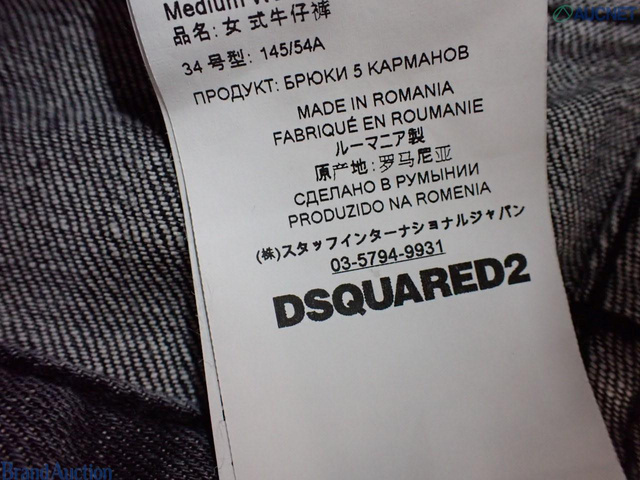 Medium
品名: 女 式牛仔裤
34 号型: 145/54A
ПРОДУКТ: БРЮКИ 5 КАРМАНОВ
MADE IN ROMANIA
FABRIQUÉ EN ROUMANIE
ルーマニア製
原产地: 罗马尼亚
СДЕЛАНО В РУМЫНИИ
PRODUZIDO NA ROMENIA
(株)スタッフインターナショナルジャパン
03-5794-9931
DSQUARED2
AUCNET
Brand Auction